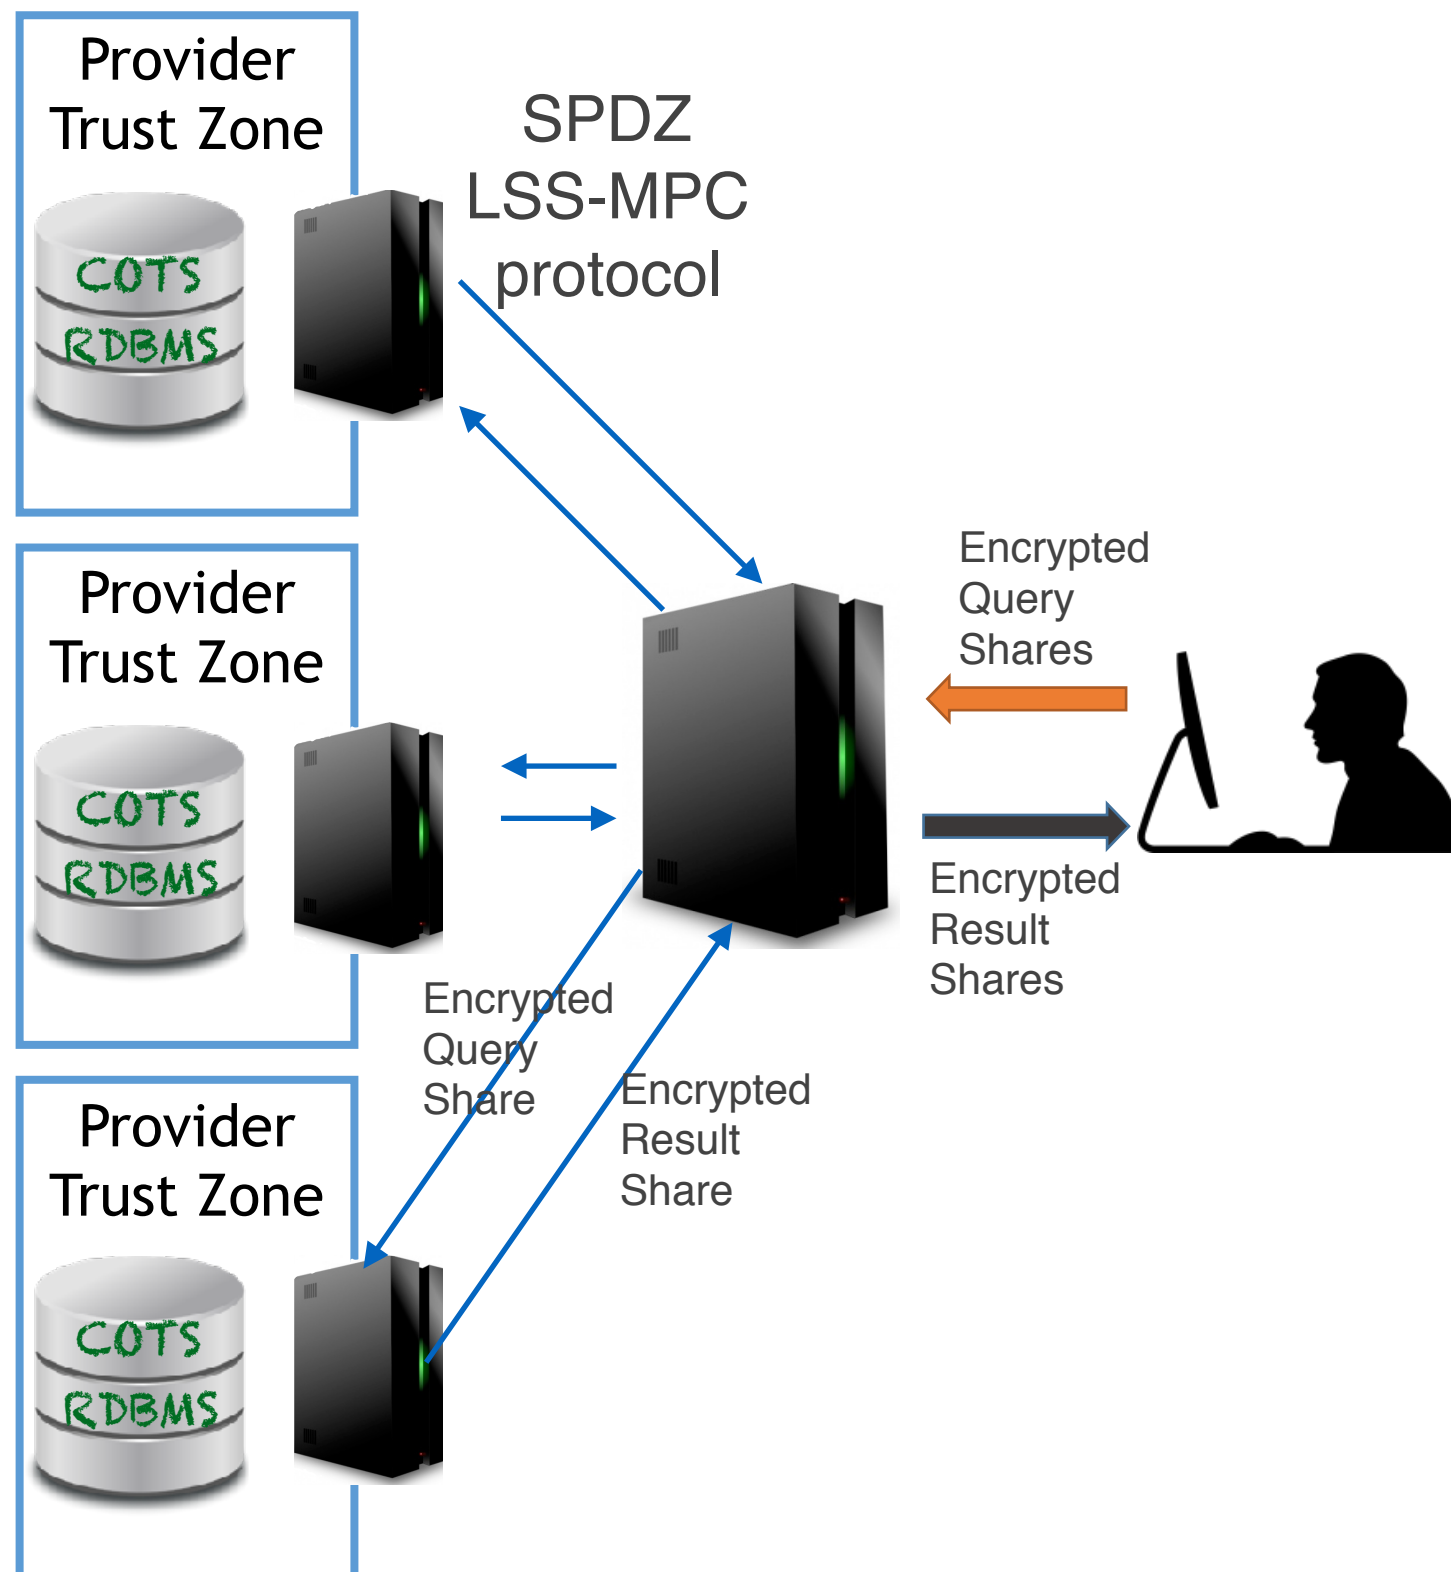 Provider
Trust Zone
COTS
RDBMS
SPDZ
LSS-MPC
protocol
Provider
Trust Zone
COTS
RDBMS
Encrypted
Query
Shares
Encrypted
Result
Shares
Encrypted
Query
Share
Encrypted
Result
Share
Provider
Trust Zone
COTS
RDBMS